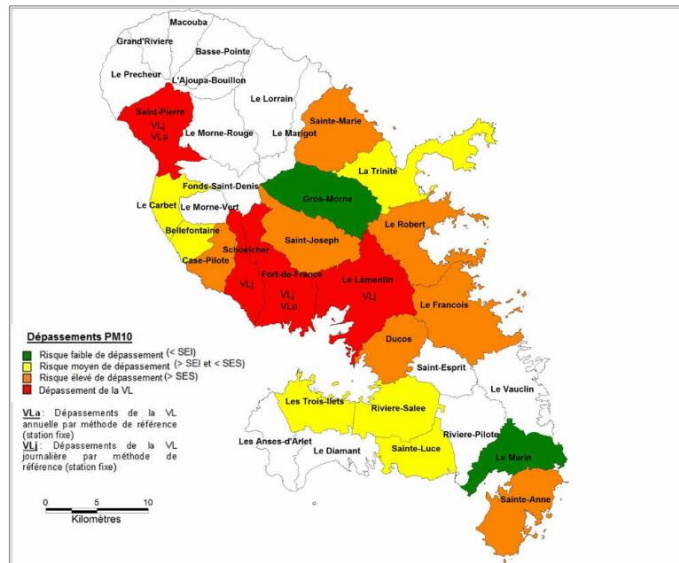 Macouba
Grand'Riviere
Basse-Pointe
Le Precheur
L'Ajoupa-Bouillon
Le Lorrain
Saint-Pierre
VLj
VLa
Sainte-Marie
Le Morne-Rouge
Le Marigot
La Trinité
Fonds-Saint-Denis
Gros-Morne
Le Carbet
Le Morne-Vert
Bellefontaine
Le Robert
Schoelcher
Saint-Joseph
Case-Pilote
Fort-de-France
Le Lamentin
VLj
VLj
VLa
VLj
Le Francois
Dépassements PM10
Risque faible de dépassement (< SEI)
Risque moyen de dépassement (> SEI et < SES)
Risque élevé de dépassement (> SES)
Dépassement de la VL
VLa : Dépassements de la VL
annuelle par méthode de référence
(station fixe)
VLj : Dépassements de la VL
journalière par méthode de
référence (station fixe)
Ducos
Saint-Esprit
Le Vauclin
Les Trois-Ilets
Riviere-Salee
Riviere-Pilote
Les Anses-d'Arlet
Le Diamant
Sainte-Luce
Le Marin
Sainte-Anne
0 5 10
Kilomètres